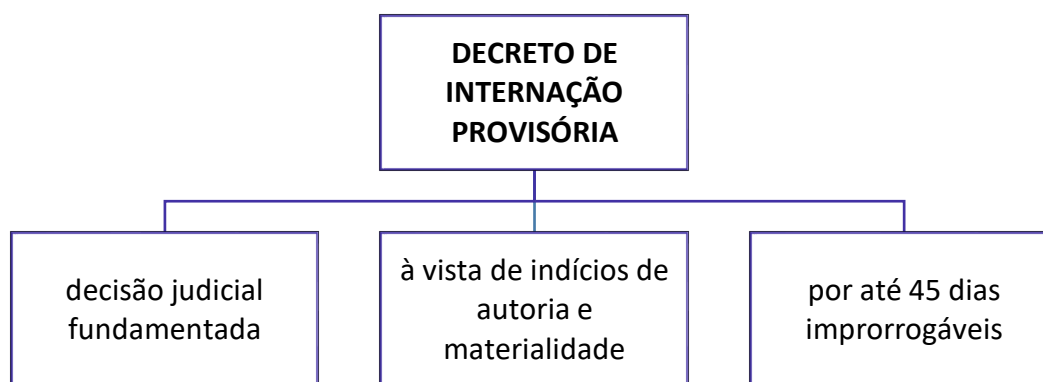 DECRETO DE
INTERNAÇÃO
PROVISÓRIA
decisão judicial
fundamentada
à vista de indícios de
autoria e
materialidade
por até 45 dias
improrrogáveis